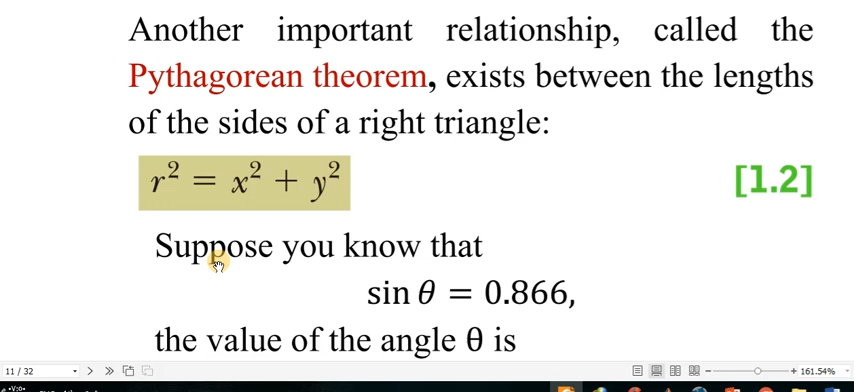 Another important relationship, called the
Pythagorean theorem, exists between the lengths
of the sides of a right triangle:
r² = x² + y² [1.2]
Suppose you know that
sin θ = 0.866,
the value of the angle θ is
11 / 32
161.54%